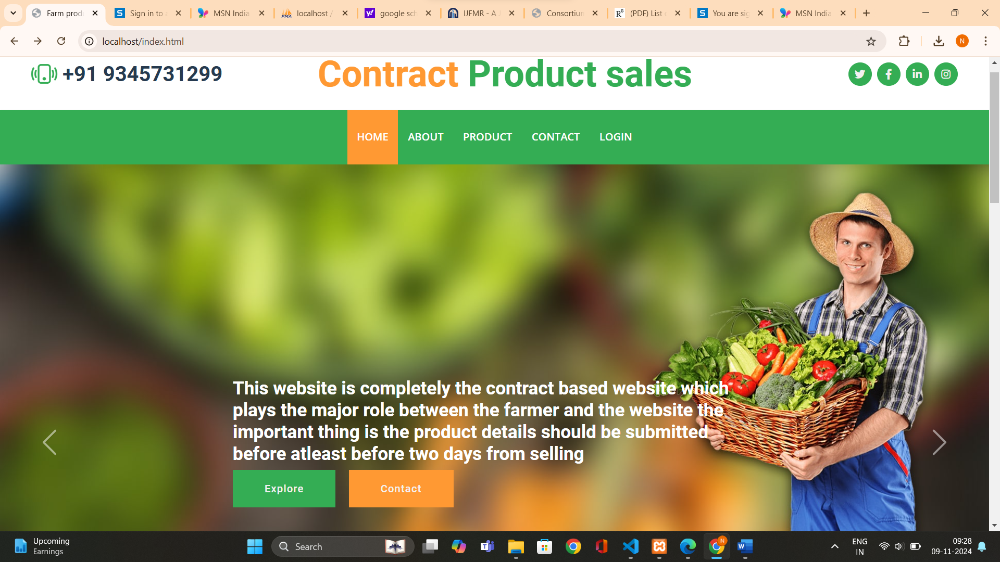 Farm prod
Sign in to a
MSN India
localhost /
google sch
IJFMR - A J
Consortium
(PDF) List o
You are sig
MSN India
localhost/index.html
N
+91 9345731299
Contract Product sales
HOME
ABOUT
PRODUCT
CONTACT
LOGIN
This website is completely the contract based website which
plays the major role between the farmer and the website the
important thing is the product details should be submitted
before atleast before two days from selling
Explore
Contact
Upcoming
Earnings
Search
ENG
IN
09:28
09-11-2024